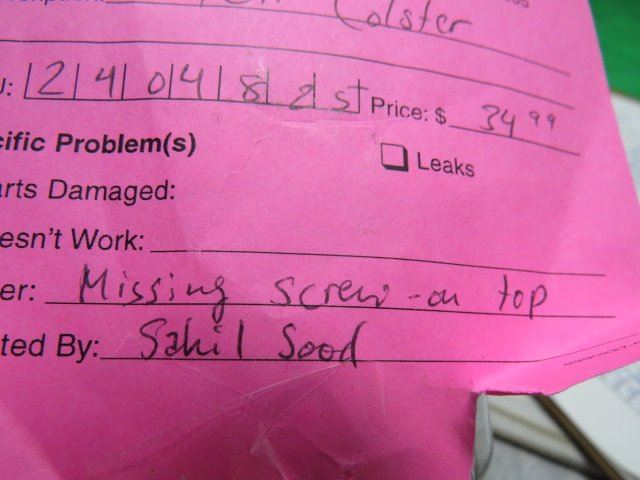 Colster
J: 2 4 0 4 8 2 5 Price: $ 34 99
cific Problem(s)
Leaks
arts Damaged:
esn't Work:
er: Missing screw-on top
ted By: Sahil Sood